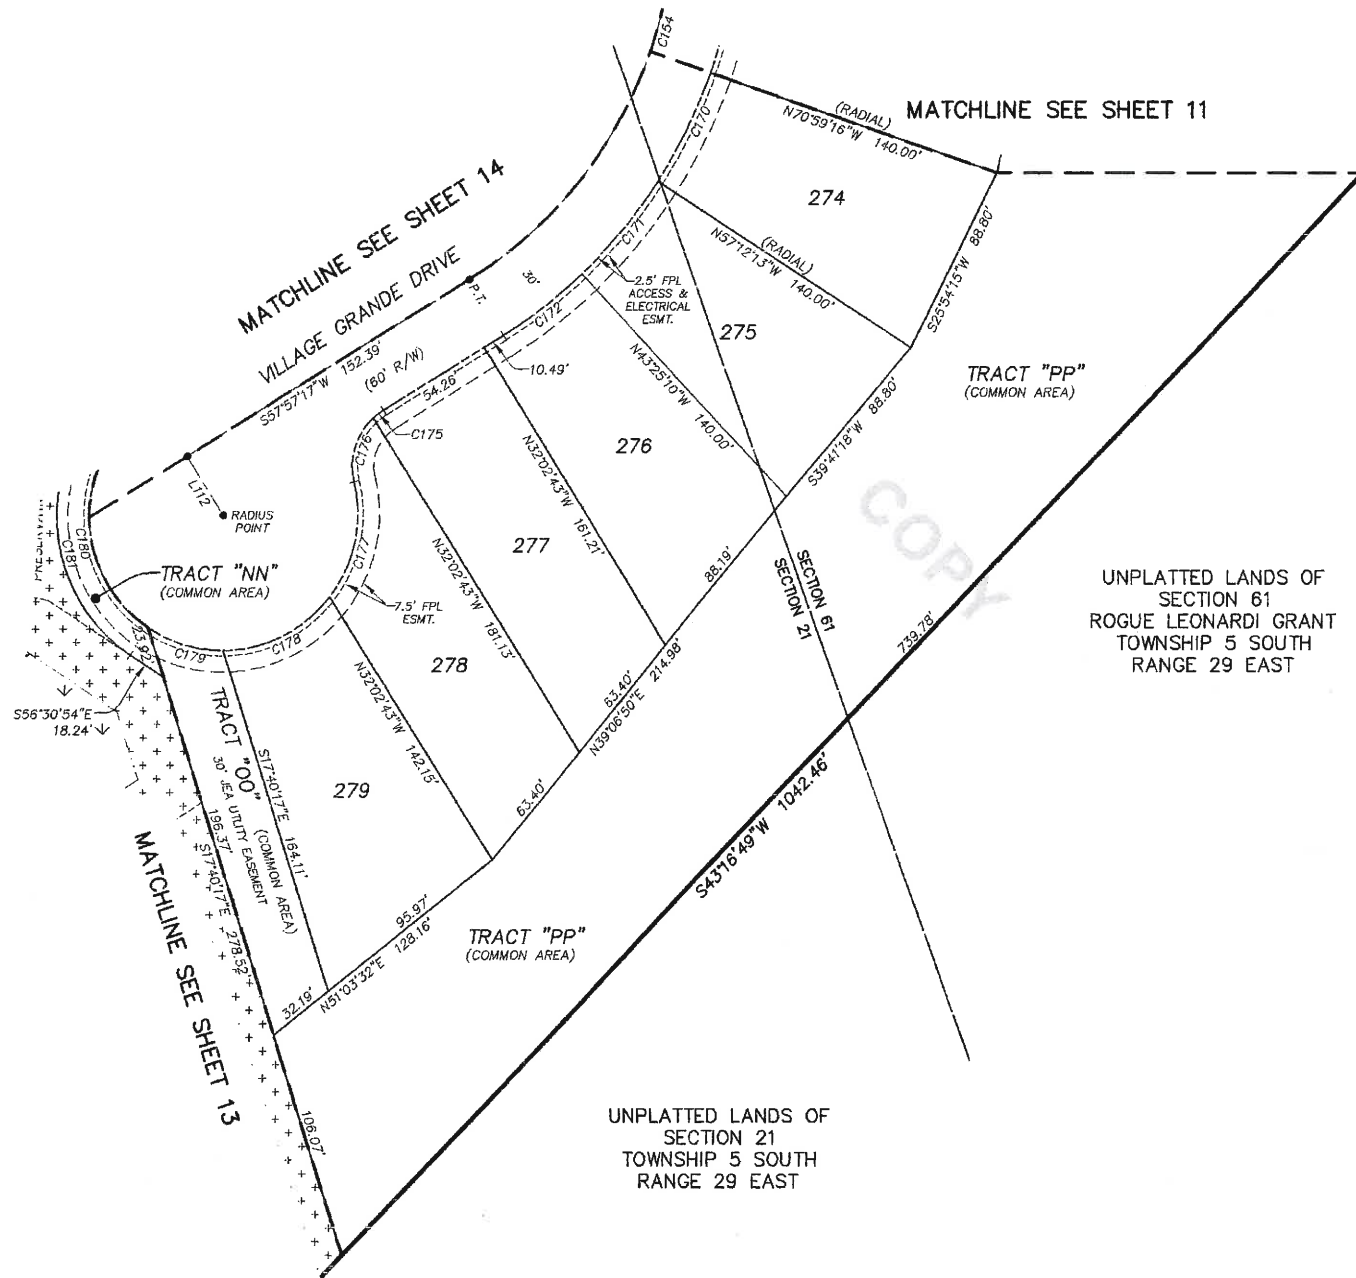 C154
MATCHLINE SEE SHEET 11
(RADIAL)
N70°59'16"W 140.00'
C170
MATCHLINE SEE SHEET 14
VILLAGE GRANDE DRIVE
S57°57'17"W 152.39'
(60' R/W)
P.T.
30'
274
S25°54'15"W 88.80'
(RADIAL)
N57°12'13"W 140.00'
C171
2.5' FPL
ACCESS &
ELECTRICAL
ESMT.
275
C172
10.49'
N43°25'10"W 140.00'
S39°41'18"W 88.80'
TRACT "PP"
(COMMON AREA)
54.26'
C175
C176
276
N32°02'43"W 161.21'
88.19'
SECTION 61
SECTION 21
COPY
UNPLATTED LANDS OF
SECTION 61
ROGUE LEONARDI GRANT
TOWNSHIP 5 SOUTH
RANGE 29 EAST
739.78'
LT12
RADIUS
POINT
C177
277
N32°02'43"W 181.13'
C180
C181
TRACT "NN"
(COMMON AREA)
7.5' FPL
ESMT.
23.92'
C179
C178
278
63.40'
N39°06'50"E 214.98'
S56°30'54"E
18.24'
N32°02'43"W 142.15'
TRACT "OO"
30' JEA UTILITY EASEMENT
(COMMON AREA)
S17°40'17"E 164.11'
279
63.40'
196.37'
S17°40'17"E 278.52'
S43°16'49"W 1042.46'
95.97'
N51°03'32"E 128.16'
32.19'
TRACT "PP"
(COMMON AREA)
MATCHLINE SEE SHEET 13
106.07'
UNPLATTED LANDS OF
SECTION 21
TOWNSHIP 5 SOUTH
RANGE 29 EAST